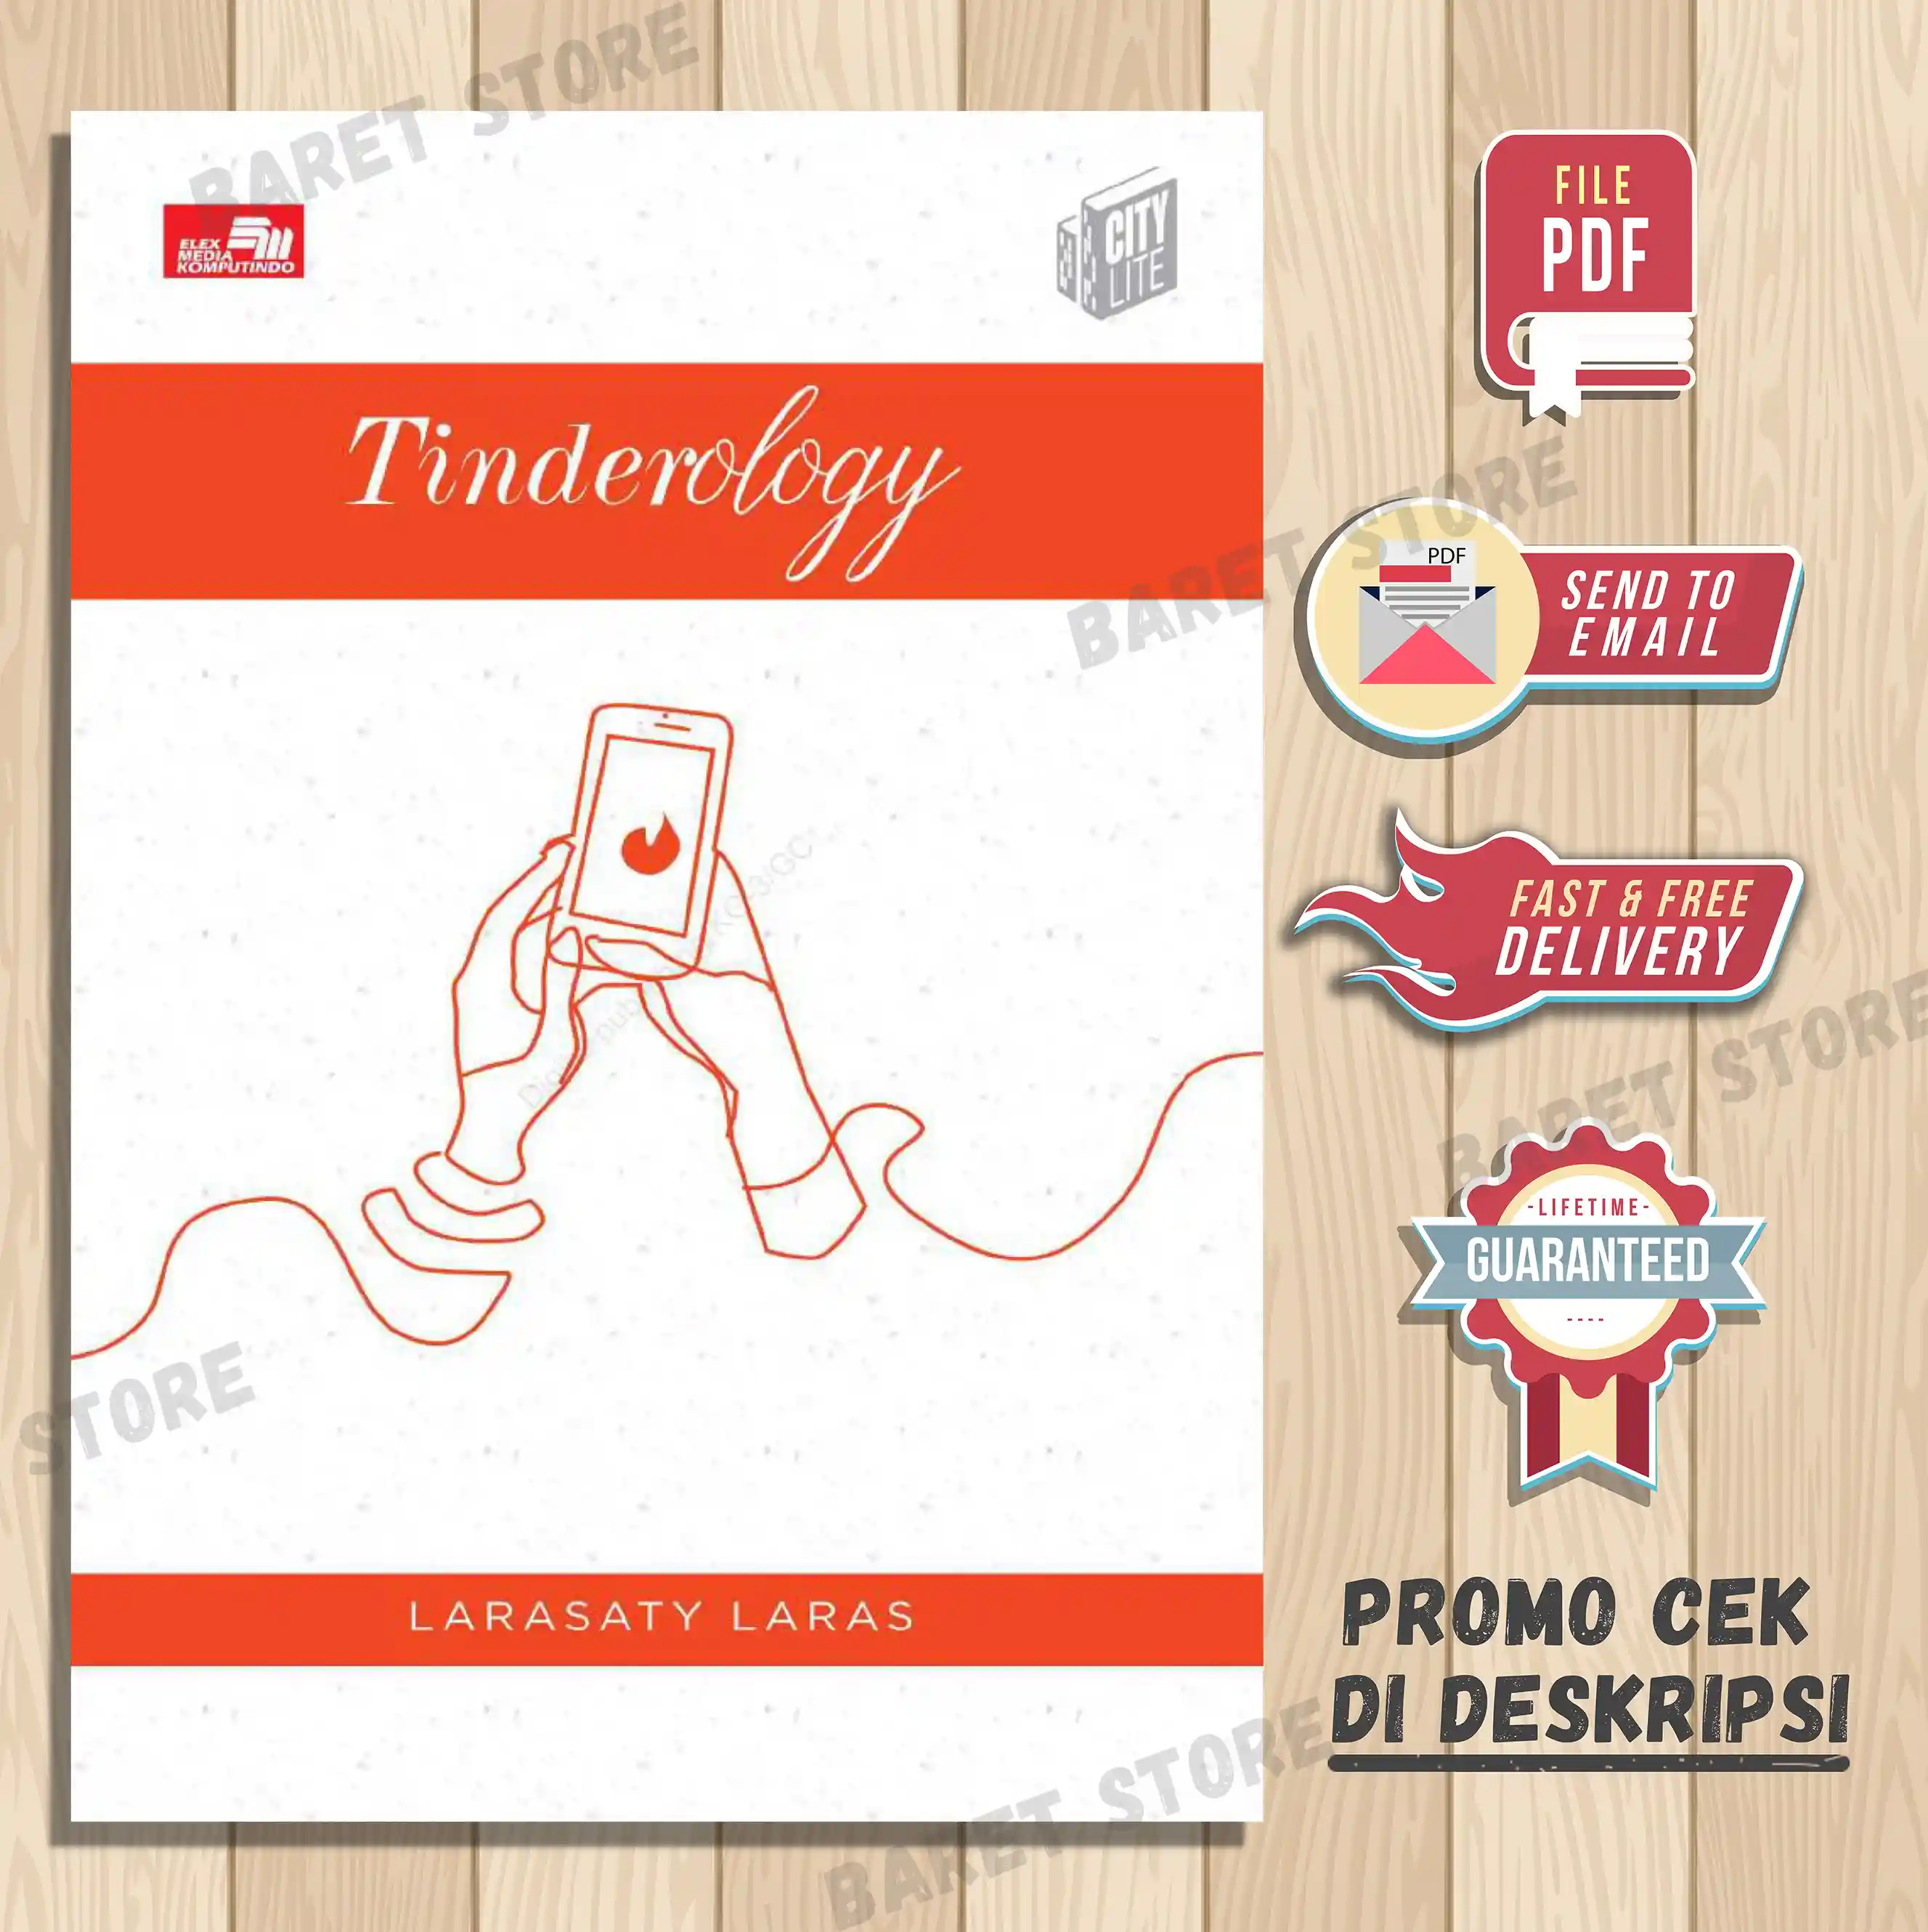 BARET STORE
ELEX
MEDIA
KOMPUTINDO
CITY
LITE
Tinderology
LARASATY LARAS
FILE
PDF
BARET STORE
PDF
SEND TO
EMAIL
FAST & FREE
DELIVERY
BARET STORE
-LIFETIME-
GUARANTEED
----
STORE
PROMO CEK
DI DESKRIPSI
BARET STORE